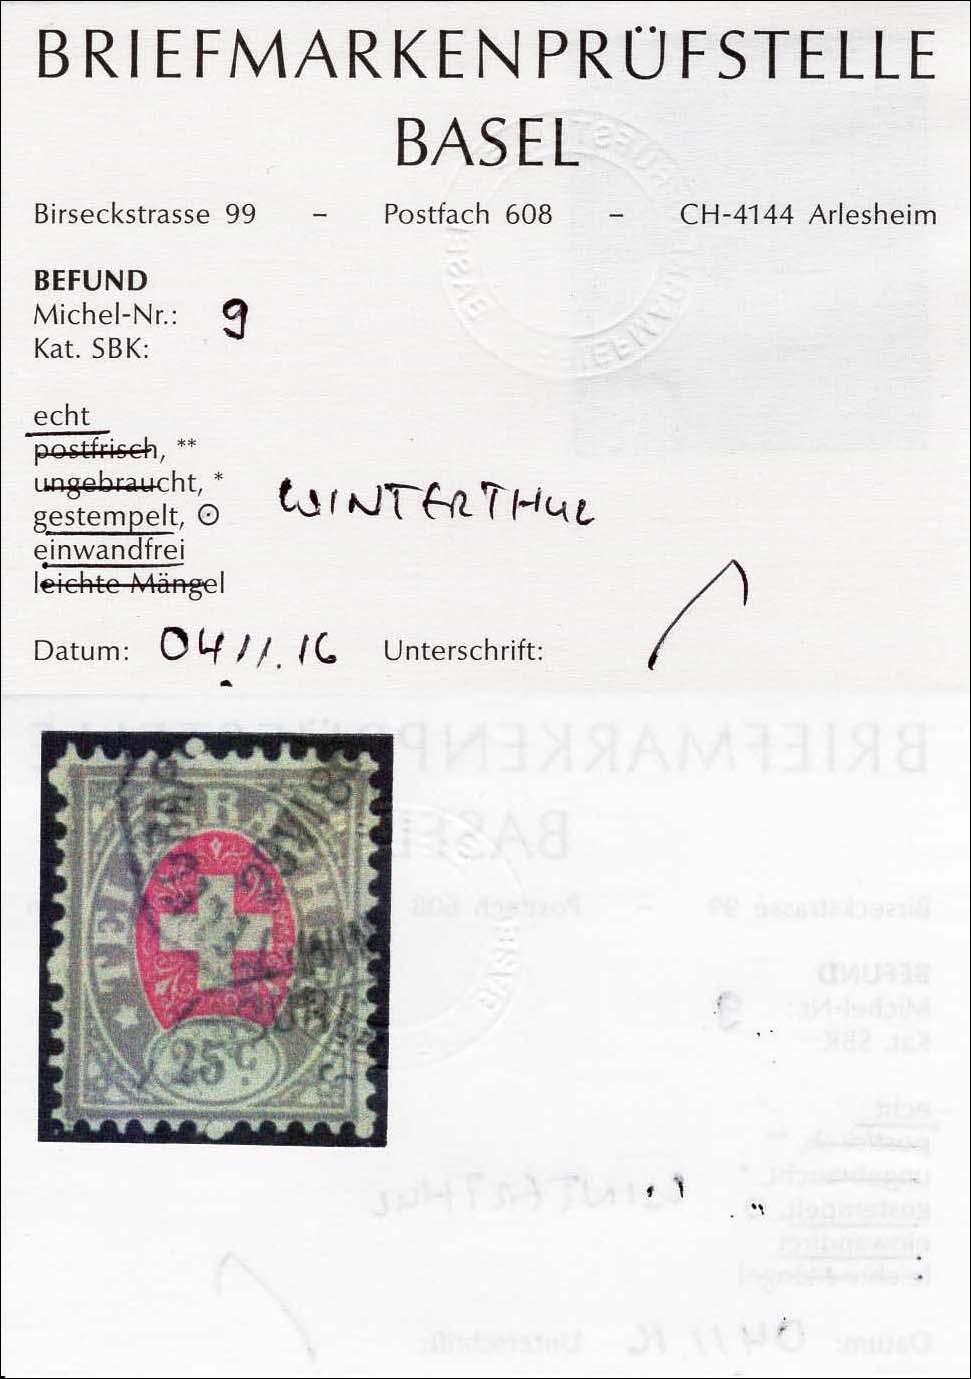 BRIEFMARKENPRÜFSTELLE
BASEL
Birseckstrasse 99 – Postfach 608 – CH-4144 Arlesheim
BEFUND
Michel-Nr.: 9
Kat. SBK:
echt
postfrisch, **
ungebraucht, *
gestempelt, ⊙ WINTERTHUR
einwandfrei
leichte Mängel
Datum: 04 11. 16 Unterschrift:
25 c.